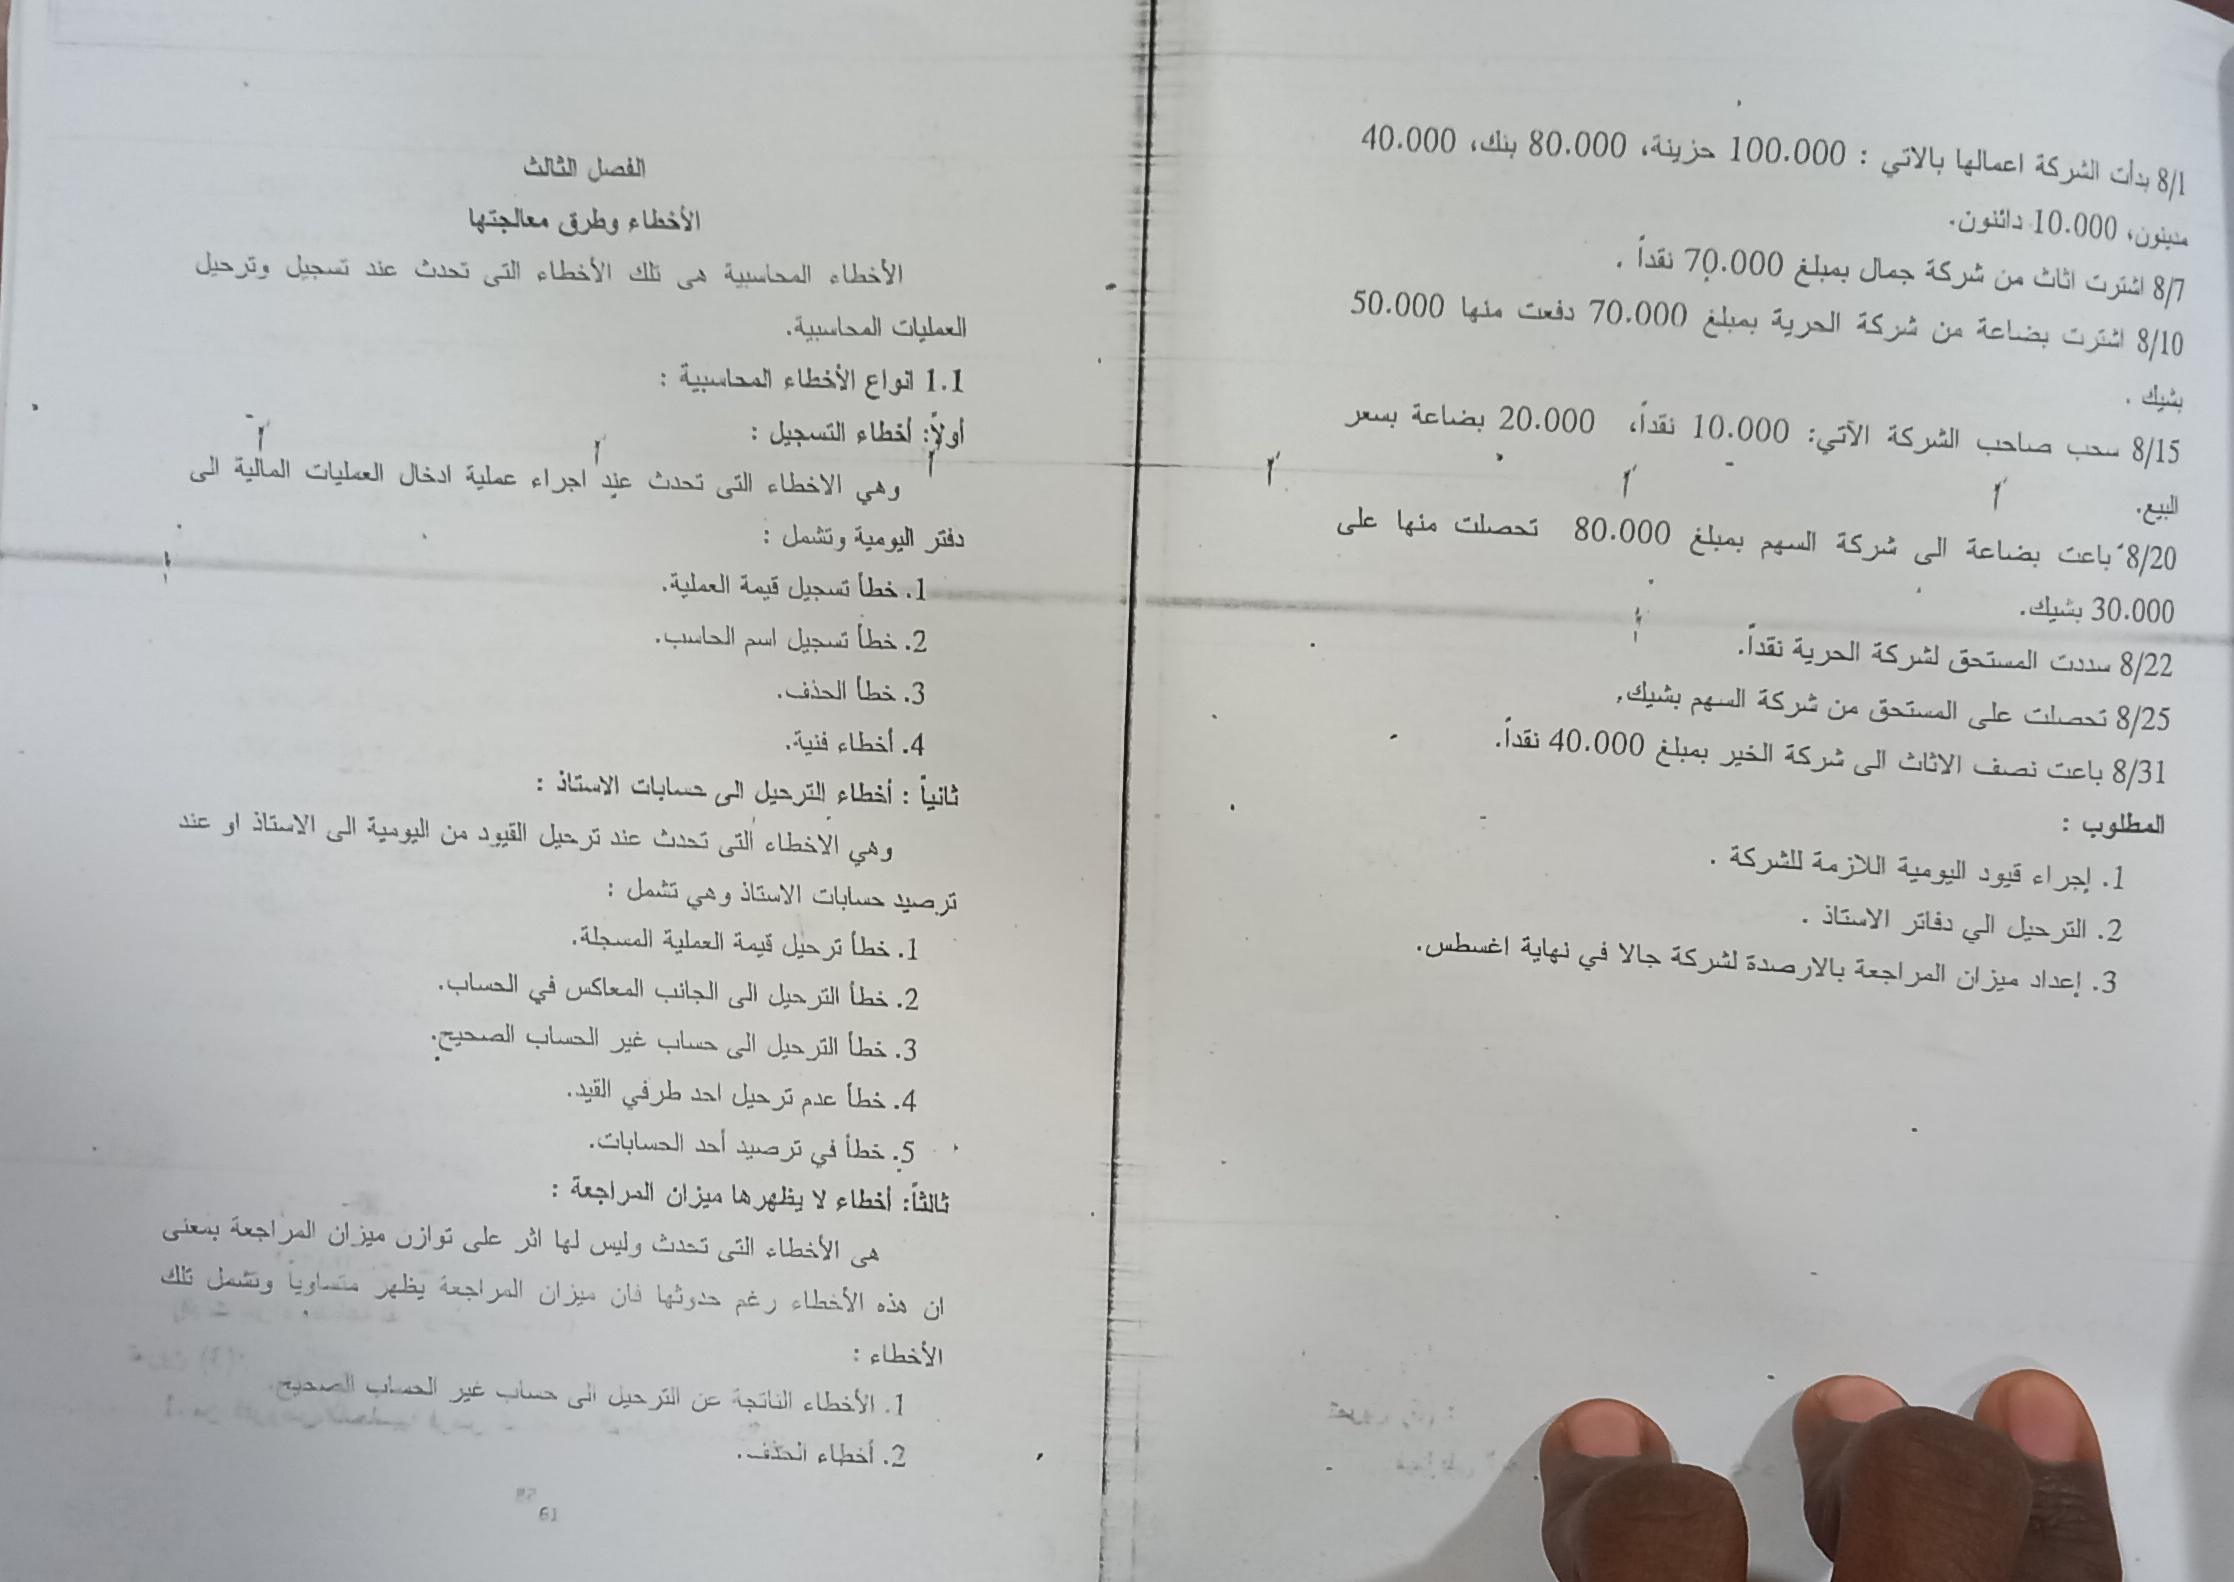 8/1 بدأت الشركة اعمالها بالاتي : 100.000 خزينة، 80.000 بنك، 40.000
مدينون، 10.000 دائنون.
8/7 اشترت اثاث من شركة جمال بمبلغ 70.000 نقداً .
8/10 اشترت بضاعة من شركة الحرية بمبلغ 70.000 دفعت منها 50.000
بشيك .
8/15 سحب صاحب الشركة الآتي: 10.000 نقداً، 20.000 بضاعة بسعر
البيع.
8/20 باعت بضاعة الى شركة السهم بمبلغ 80.000 تحصلت منها على
30.000 بشيك.
8/22 سددت المستحق لشركة الحرية نقداً.
8/25 تحصلت على المستحق من شركة السهم بشيك.
8/31 باعت نصف الاثاث الى شركة الخير بمبلغ 40.000 نقداً.
المطلوب :
1. إجراء قيود اليومية اللازمة للشركة .
2. الترحيل الي دفاتر الاستاذ .
3. إعداد ميزان المراجعة بالارصدة لشركة جالا في نهاية اغسطس.
الفصل الثالث
الأخطاء وطرق معالجتها
الأخطاء المحاسبية هى تلك الأخطاء التى تحدث عند تسجيل وترحيل
العمليات المحاسبية.
1.1 انواع الأخطاء المحاسبية :
أولاً: أخطاء التسجيل :
وهي الاخطاء التى تحدث عند اجراء عملية ادخال العمليات المالية الى
دفتر اليومية وتشمل :
1. خطأ تسجيل قيمة العملية.
2. خطأ تسجيل اسم الحاسب.
3. خطأ الحذف.
4. أخطاء فنية.
ثانياً : أخطاء الترحيل الى حسابات الاستاذ :
وهي الاخطاء التى تحدث عند ترحيل القيود من اليومية الى الاستاذ او عند
ترصيد حسابات الاستاذ وهي تشمل :
1. خطأ ترحيل قيمة العملية المسجلة.
2. خطأ الترحيل الى الجانب المعاكس في الحساب.
3. خطأ الترحيل الى حساب غير الحساب الصحيح.
4. خطأ عدم ترحيل احد طرفي القيد.
5. خطأ في ترصيد أحد الحسابات.
ثالثاً: أخطاء لا يظهرها ميزان المراجعة :
هى الأخطاء التى تحدث وليس لها اثر على توازن ميزان المراجعة بمعنى
ان هذه الأخطاء رغم حدوثها فان ميزان المراجعة يظهر متساوياً وتشمل تلك
الأخطاء :
1. الأخطاء الناتجة عن الترحيل الى حساب غير الحساب الصحيح.
2. أخطاء الحذف.